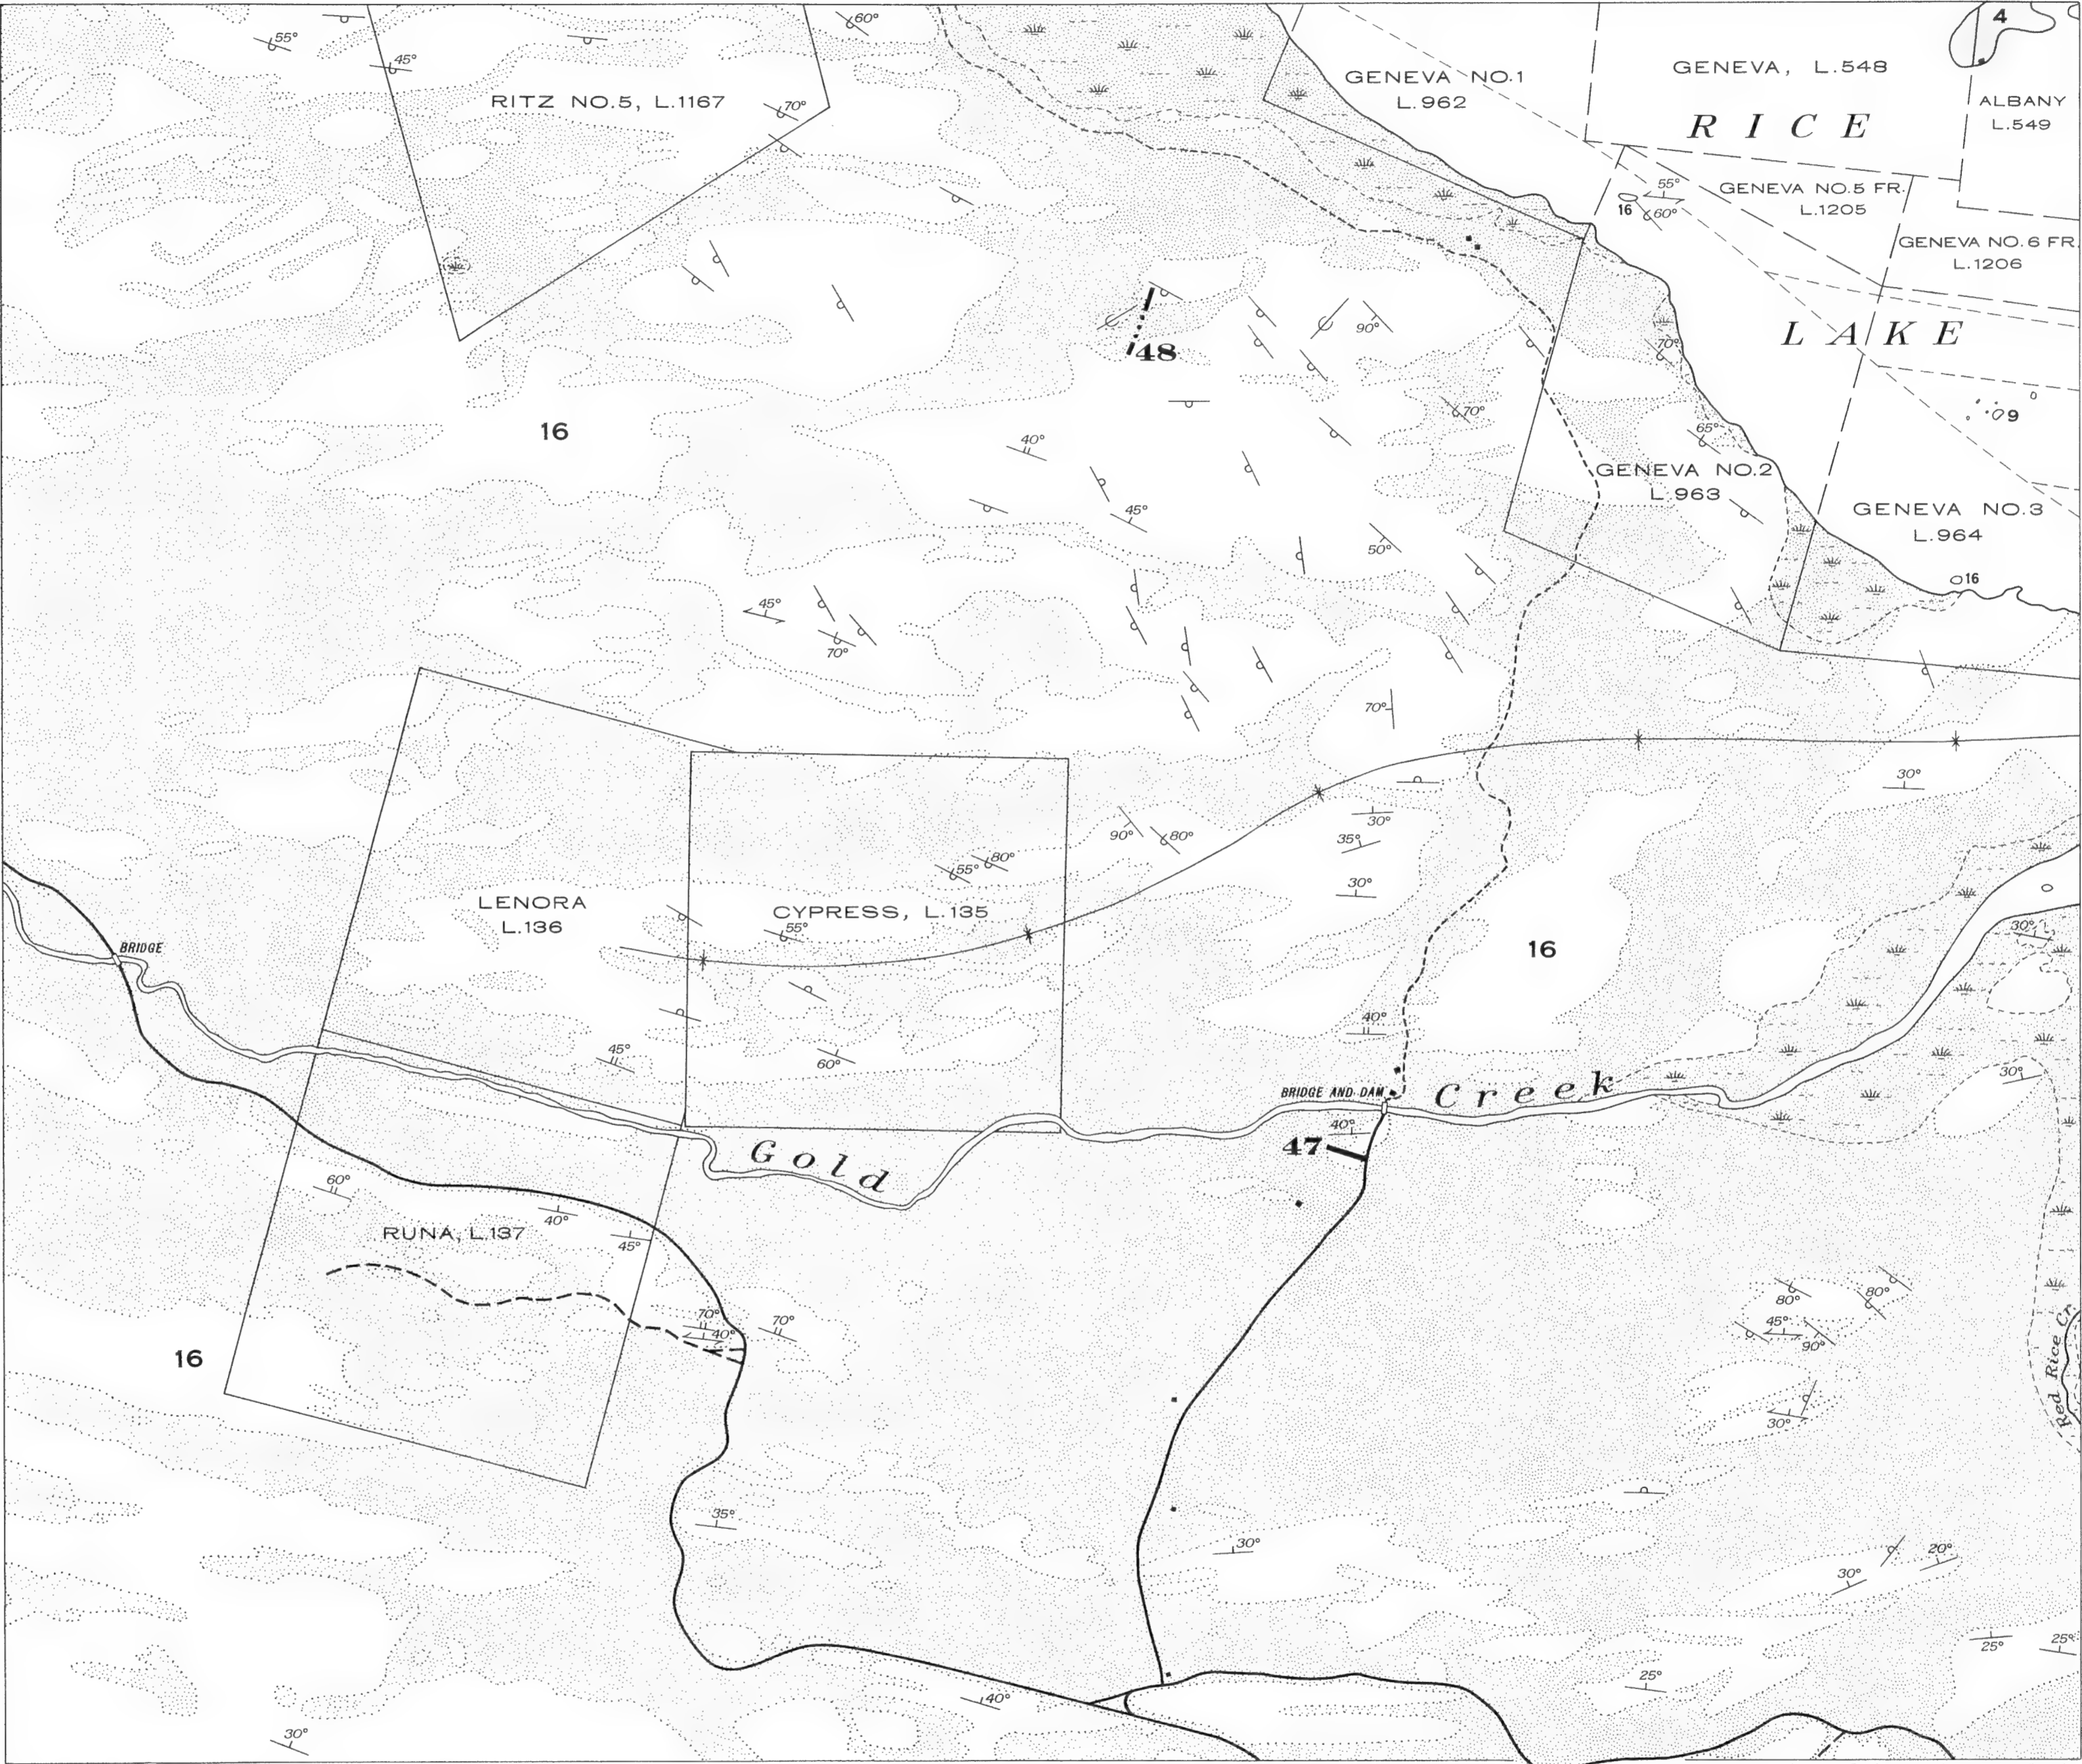 4
60°
55°
45°
GENEVA NO.1
L.962
GENEVA, L.548
RITZ NO.5, L.1167
70°
ALBANY
L.549
RICE
55°
GENEVA NO.5 FR.
L.1205
16
60°
GENEVA NO.6 FR.
L.1206
90°
LAKE
48
70°
70°
9
16
40°
65°
GENEVA NO.2
L.963
45°
GENEVA NO.3
L.964
50°
16
45°
70°
70°
30°
90°
80°
30°
35°
55°
80°
30°
LENORA
L.136
CYPRESS, L.135
55°
30°
BRIDGE
16
40°
45°
60°
30°
BRIDGE AND DAM
Creek
40°
47
Gold
60°
40°
RUNA, L.137
45°
80°
80°
70°
70°
40°
45°
90°
16
Red Rice Cr.
30°
35°
30°
20°
30°
25°
25°
25°
40°
30°